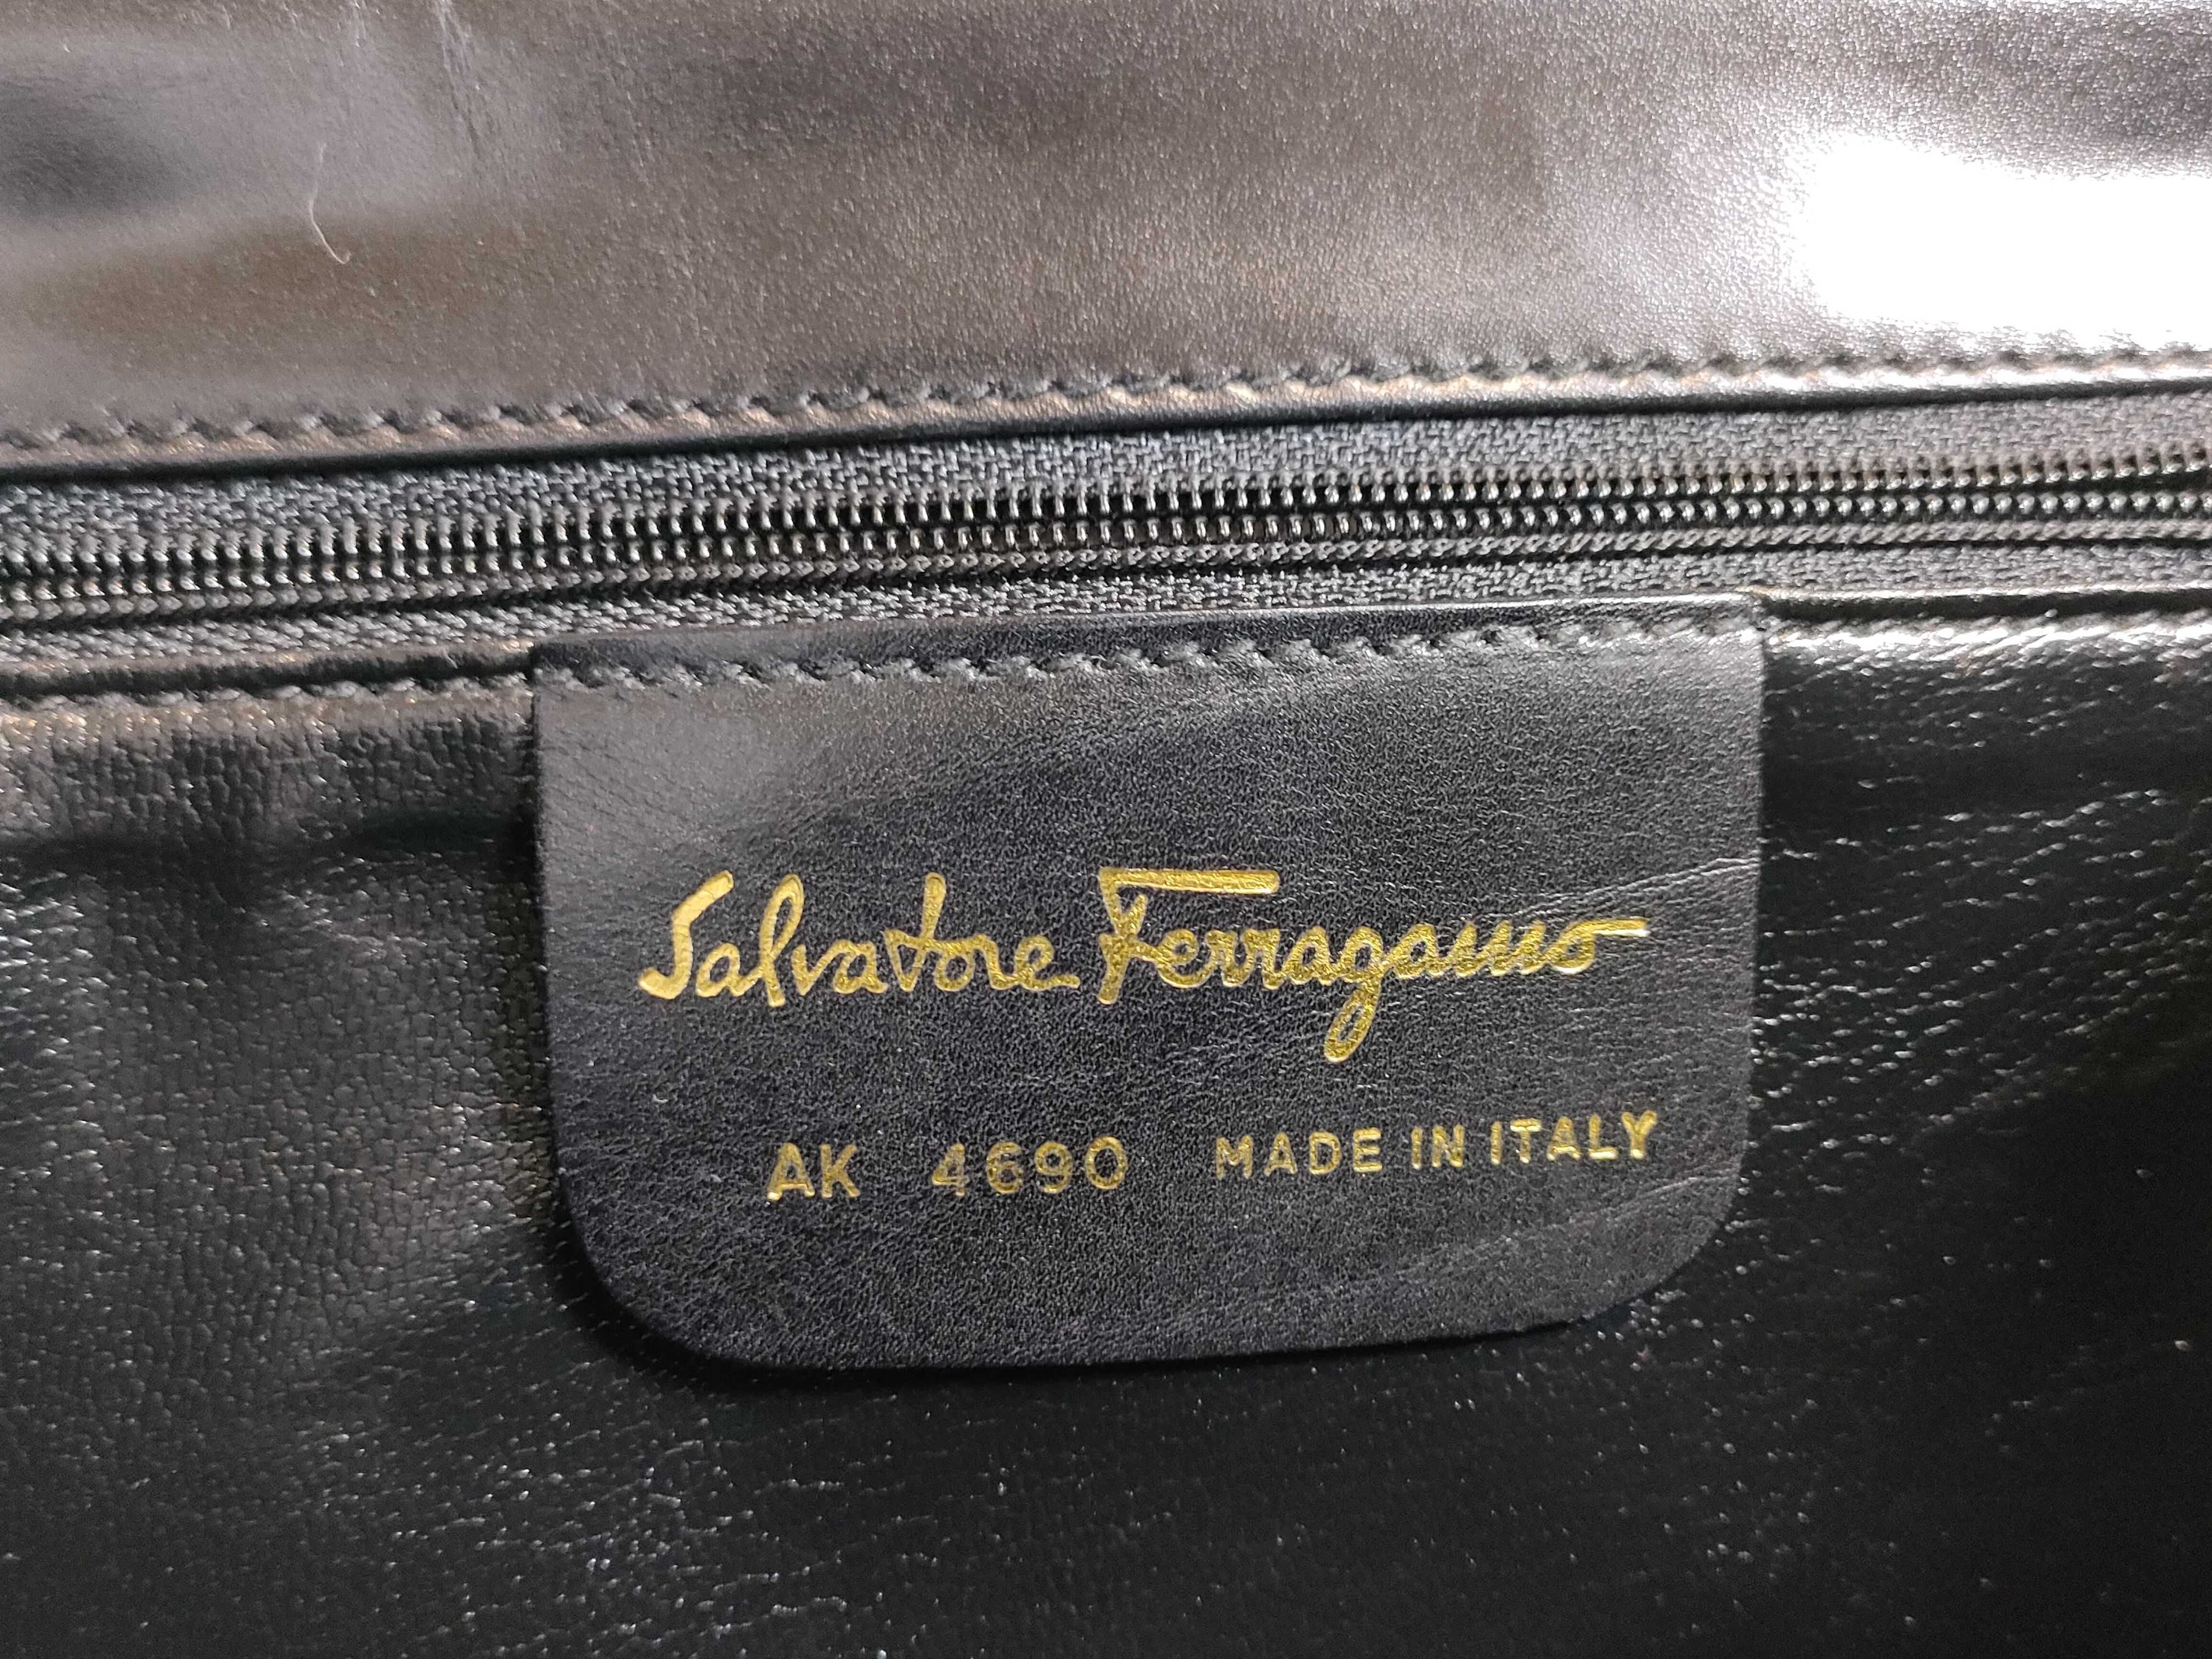 Salvatore Ferragamo
AK 4690 MADE IN ITALY